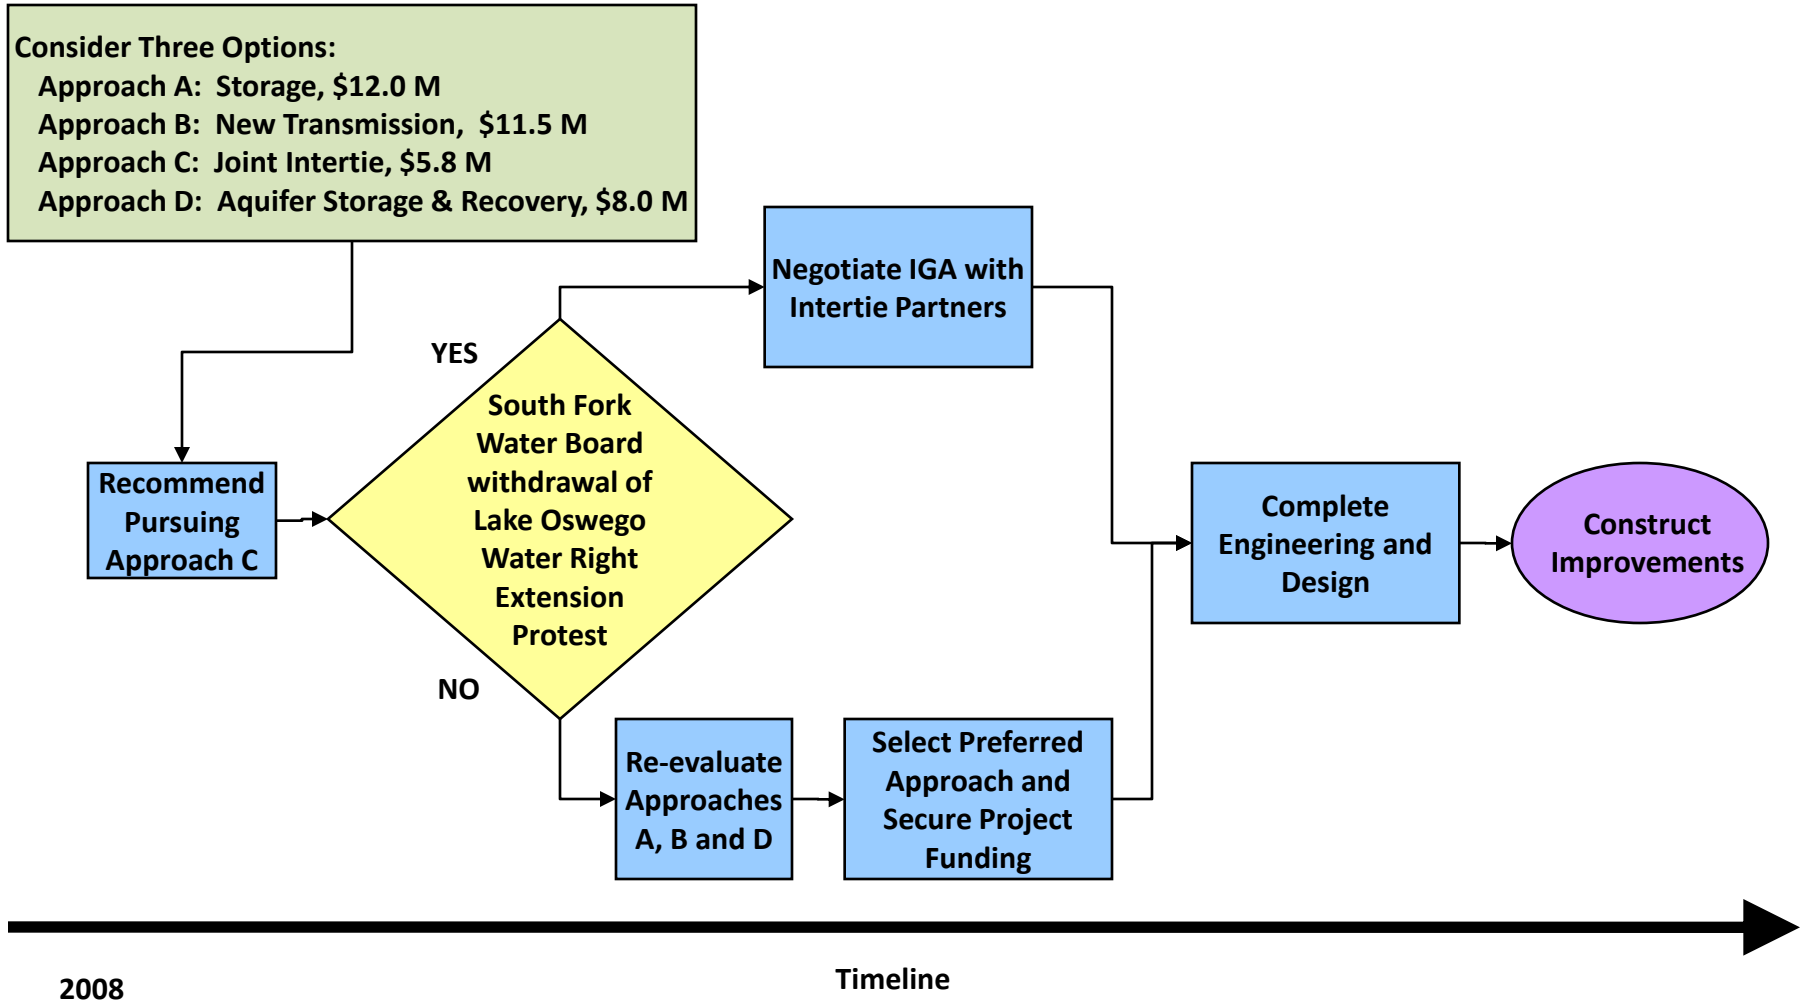 Consider Three Options:
Approach A:  Storage, $12.0 M
Approach B:  New Transmission,  $11.5 M
Approach C:  Joint Intertie, $5.8 M
Approach D:  Aquifer Storage & Recovery, $8.0 M
Negotiate IGA with
Intertie Partners
YES
South Fork
Water Board
withdrawal of
Lake Oswego
Water Right
Extension
Protest
Recommend
Pursuing
Approach C
Complete
Engineering and
Design
Construct
Improvements
NO
Re-evaluate
Approaches
A, B and D
Select Preferred
Approach and
Secure Project
Funding
Timeline
2008